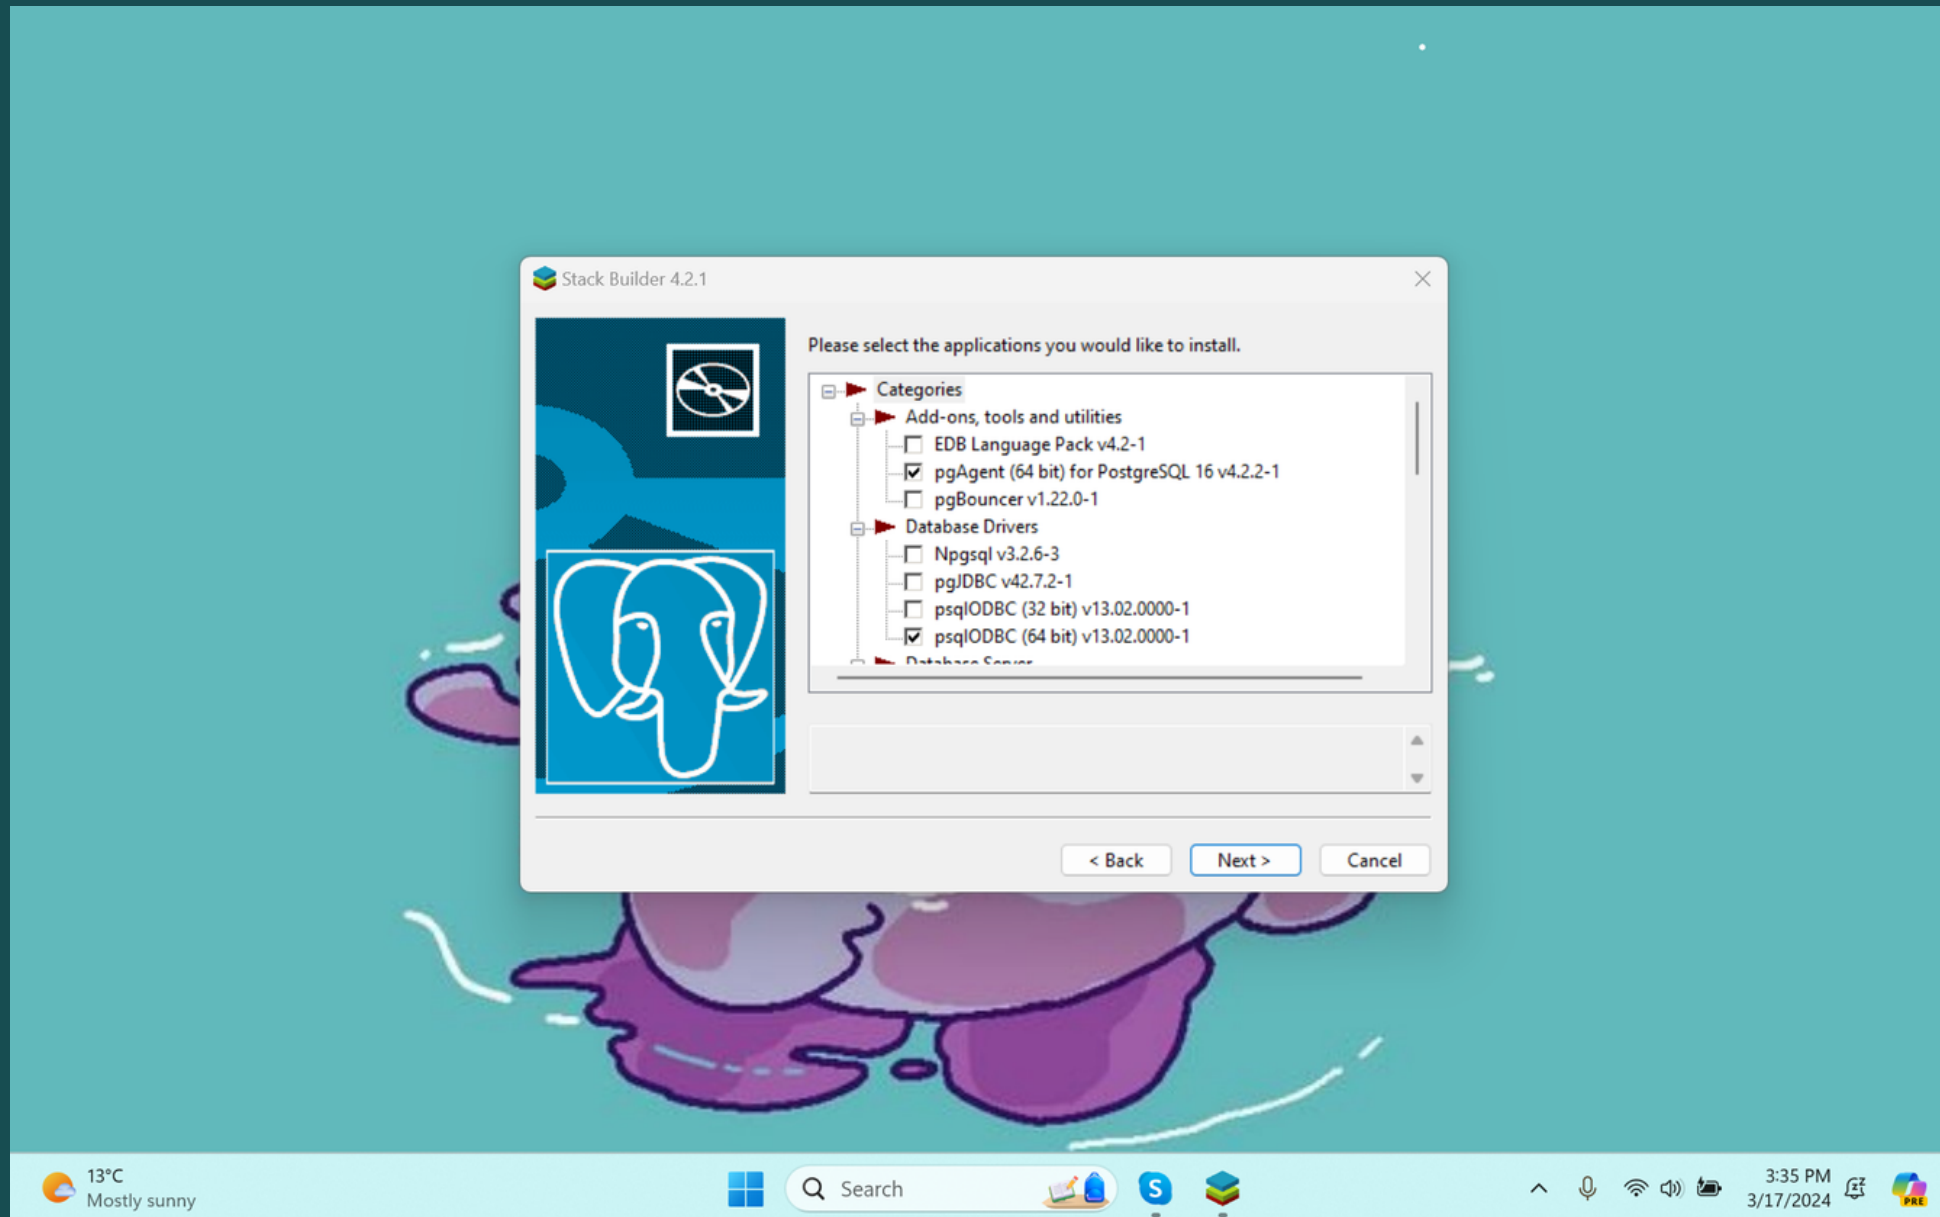 Stack Builder 4.2.1
Please select the applications you would like to install.
Categories
Add-ons, tools and utilities
EDB Language Pack v4.2-1
pgAgent (64 bit) for PostgreSQL 16 v4.2.2-1
pgBouncer v1.22.0-1
Database Drivers
Npgsql v3.2.6-3
pgJDBC v42.7.2-1
psqlODBC (32 bit) v13.02.0000-1
psqlODBC (64 bit) v13.02.0000-1
Database Server
< Back Next > Cancel
13°C
Mostly sunny
Search
S
3:35 PM
3/17/2024
PRE